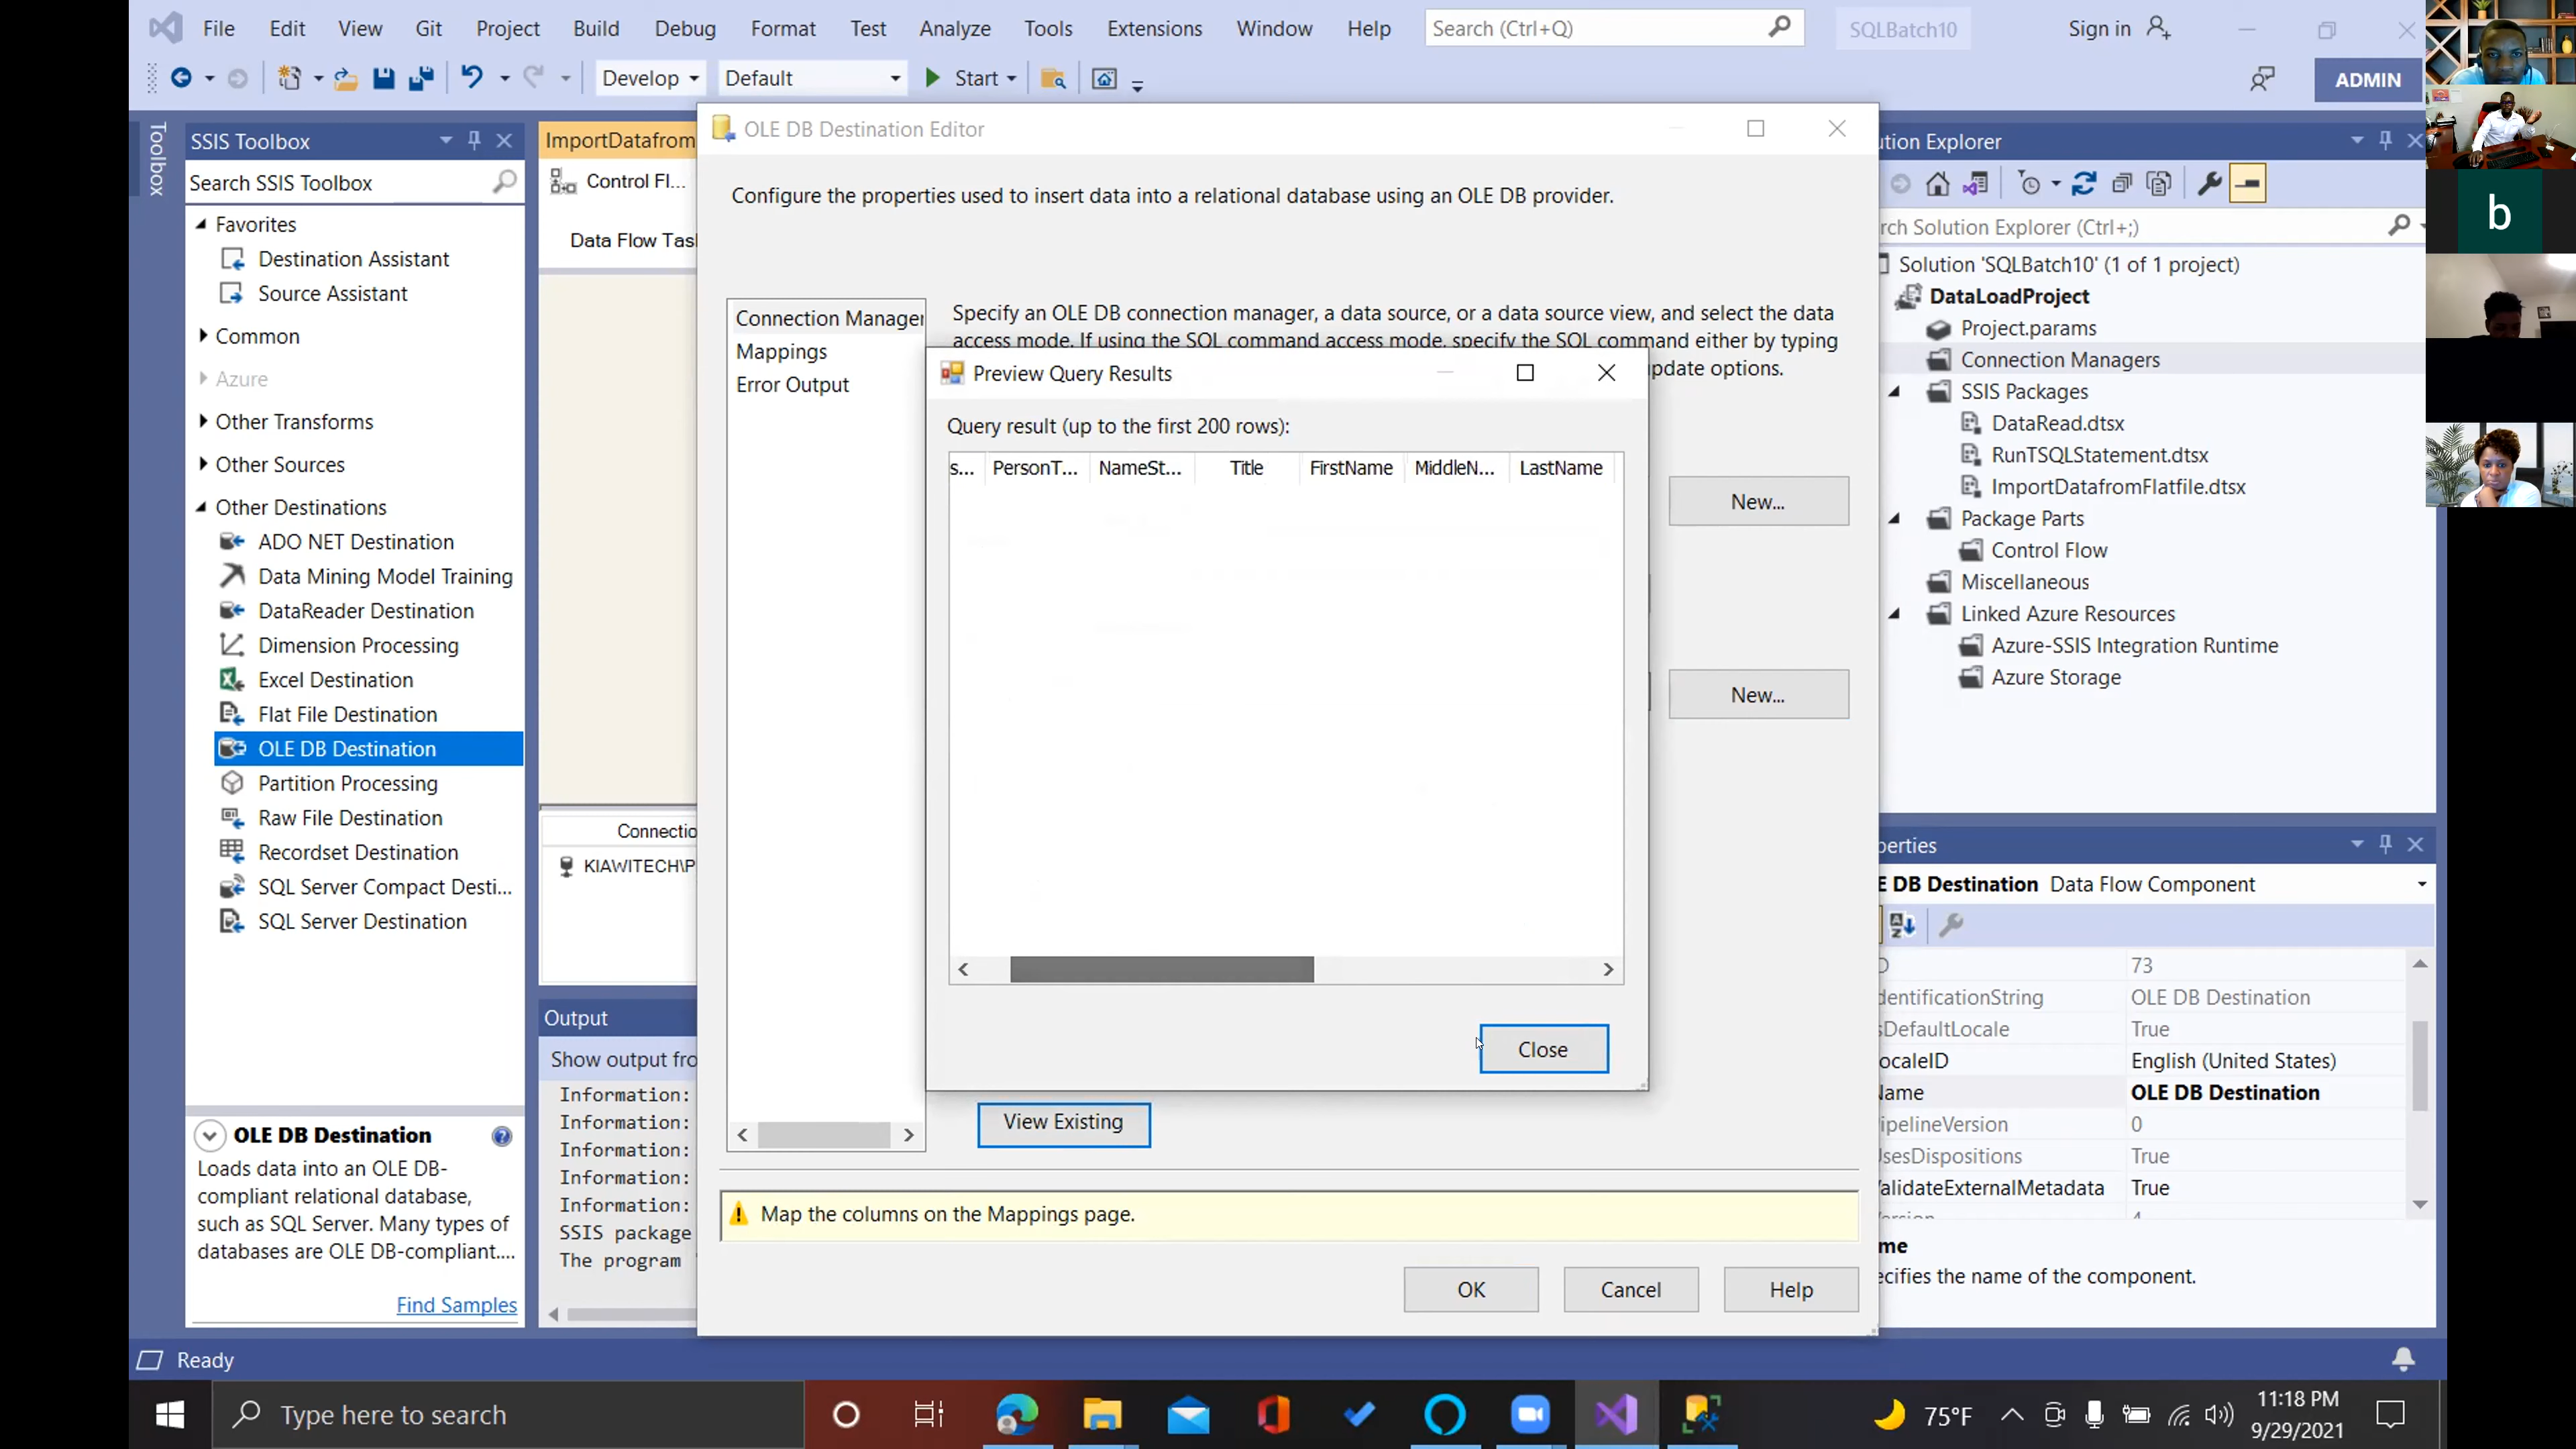 File Edit View Git Project Build Debug Format Test Analyze Tools Extensions Window Help Search (Ctrl+Q) SQLBatch10 Sign in
Develop Default Start ADMIN
Toolbox
SSIS Toolbox
Search SSIS Toolbox
Favorites
Destination Assistant
Source Assistant
Common
Azure
Other Transforms
Other Sources
Other Destinations
ADO NET Destination
Data Mining Model Training
DataReader Destination
Dimension Processing
Excel Destination
Flat File Destination
OLE DB Destination
Partition Processing
Raw File Destination
Recordset Destination
SQL Server Compact Desti...
SQL Server Destination
OLE DB Destination
Loads data into an OLE DB-
compliant relational database,
such as SQL Server. Many types of
databases are OLE DB-compliant....
Find Samples
ImportDatafrom
Control Fl...
Data Flow Tas
Connectio
KIAWITECH\P
Output
Show output fro
Information:
Information:
Information:
Information:
Information:
SSIS package
The program
OLE DB Destination Editor
Configure the properties used to insert data into a relational database using an OLE DB provider.
Connection Manager
Mappings
Error Output
Specify an OLE DB connection manager, a data source, or a data source view, and select the data
access mode. If using the SQL command access mode, specify the SQL command either by typing
update options.
New...
New...
Preview Query Results
Query result (up to the first 200 rows):
s... PersonT... NameSt... Title FirstName MiddleN... LastName
Close
View Existing
Map the columns on the Mappings page.
OK Cancel Help
ution Explorer
rch Solution Explorer (Ctrl+;)
Solution 'SQLBatch10' (1 of 1 project)
DataLoadProject
Project.params
Connection Managers
SSIS Packages
DataRead.dtsx
RunTSQLStatement.dtsx
ImportDatafromFlatfile.dtsx
Package Parts
Control Flow
Miscellaneous
Linked Azure Resources
Azure-SSIS Integration Runtime
Azure Storage
perties
E DB Destination Data Flow Component
D 73
dentificationString OLE DB Destination
sDefaultLocale True
ocaleID English (United States)
Name OLE DB Destination
ipelineVersion 0
UsesDispositions True
ValidateExternalMetadata True
me
ecifies the name of the component.
b
Ready
Type here to search
75°F
11:18 PM
9/29/2021